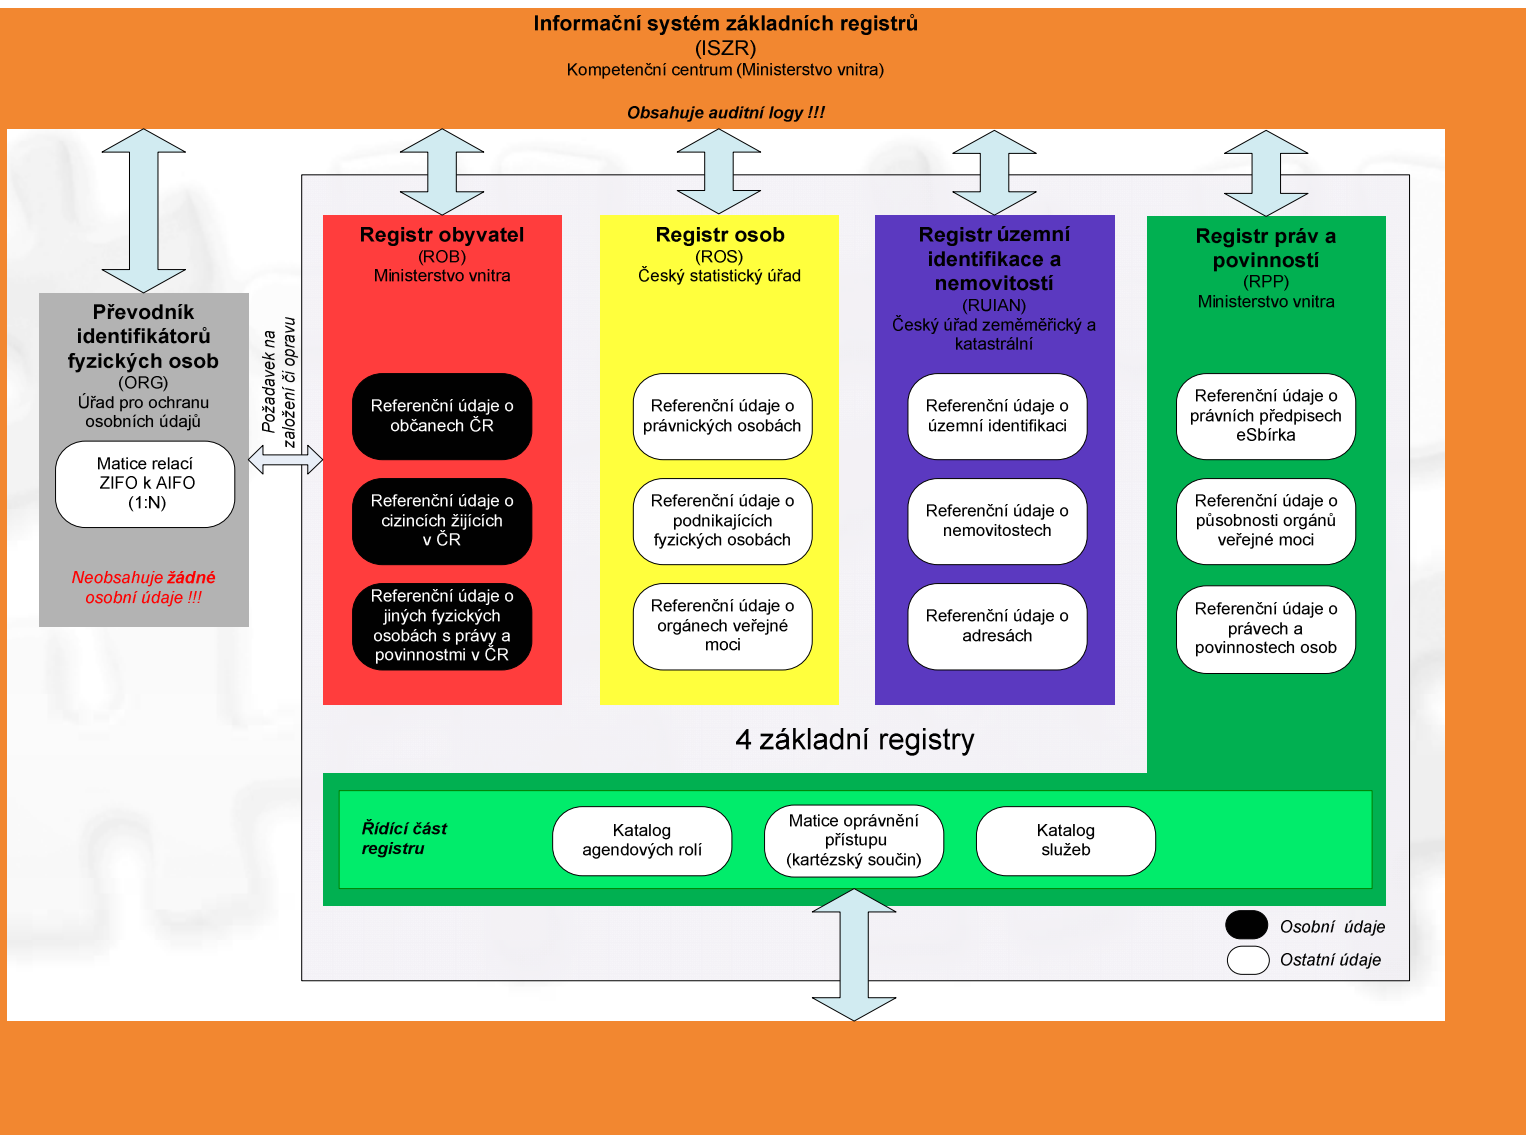 Informační systém základních registrů
(ISZR)
Kompetenční centrum (Ministerstvo vnitra)
Obsahuje auditní logy !!!
Převodník
identifikátorů
fyzických osob
(ORG)
Úřad pro ochranu
osobních údajů
Matice relací
ZIFO k AIFO
(1:N)
Neobsahuje žádné
osobní údaje !!!
Požadavek na
založení či opravu
Registr obyvatel
(ROB)
Ministerstvo vnitra
Referenční údaje o
občanech ČR
Referenční údaje o
cizincích žijících
v ČR
Referenční údaje o
jiných fyzických
osobách s právy a
povinnostmi v ČR
Registr osob
(ROS)
Český statistický úřad
Referenční údaje o
právnických osobách
Referenční údaje o
podnikajících
fyzických osobách
Referenční údaje o
orgánech veřejné
moci
Registr územní
identifikace a
nemovitostí
(RUIAN)
Český úřad zeměměřický a
katastrální
Referenční údaje o
územní identifikaci
Referenční údaje o
nemovitostech
Referenční údaje o
adresách
Registr práv a
povinností
(RPP)
Ministerstvo vnitra
Referenční údaje o
právních předpisech
eSbírka
Referenční údaje o
působnosti orgánů
veřejné moci
Referenční údaje o
právech a
povinnostech osob
4 základní registry
Řídící část
registru
Katalog
agendových rolí
Matice oprávnění
přístupu
(kartézský součin)
Katalog
služeb
Osobní údaje
Ostatní údaje